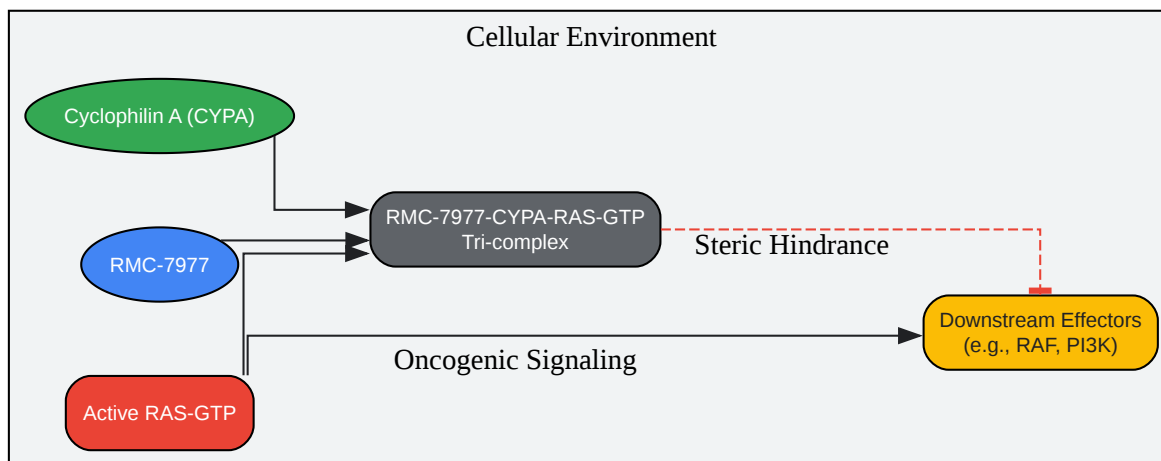 Cellular Environment
Cyclophilin A (CYPA)
RMC-7977-CYPA-RAS-GTP
Tri-complex
Steric Hindrance
RMC-7977
Downstream Effectors
(e.g., RAF, PI3K)
Oncogenic Signaling
Active RAS-GTP